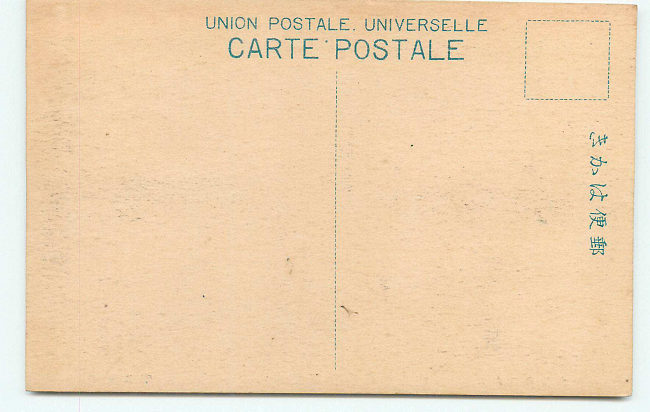 UNION POSTALE. UNIVERSELLE
CARTE POSTALE
郵便はかき